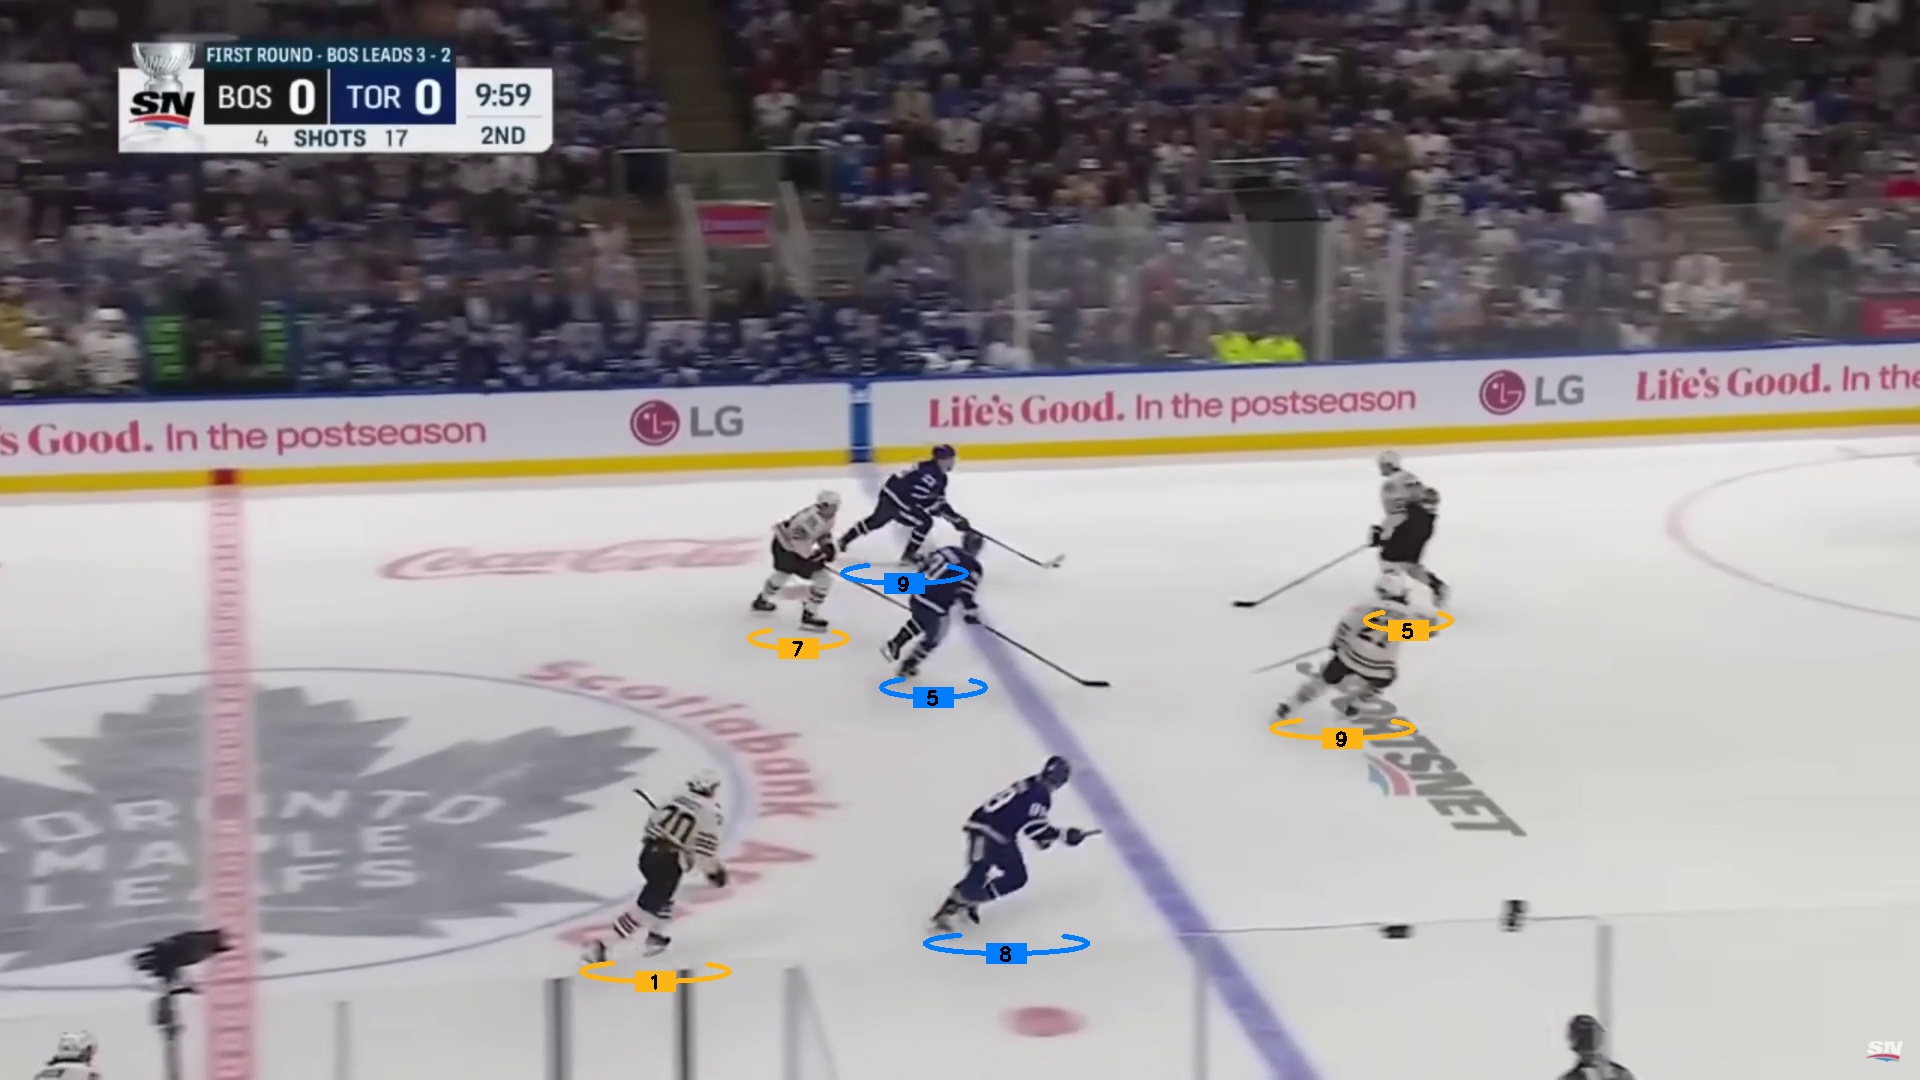 FIRST ROUND - BOS LEADS 3 - 2
SN BOS 0 TOR 0 9:59
4 SHOTS 17 2ND
's Good. In the postseason LG Life's Good. In the postseason LG Life's Good. In the
Coca-Cola
9
7
5
5
9
Scotiabank
SPORTSNET
TORONTO
MAPLE
LEAFS
70
1
8
SN